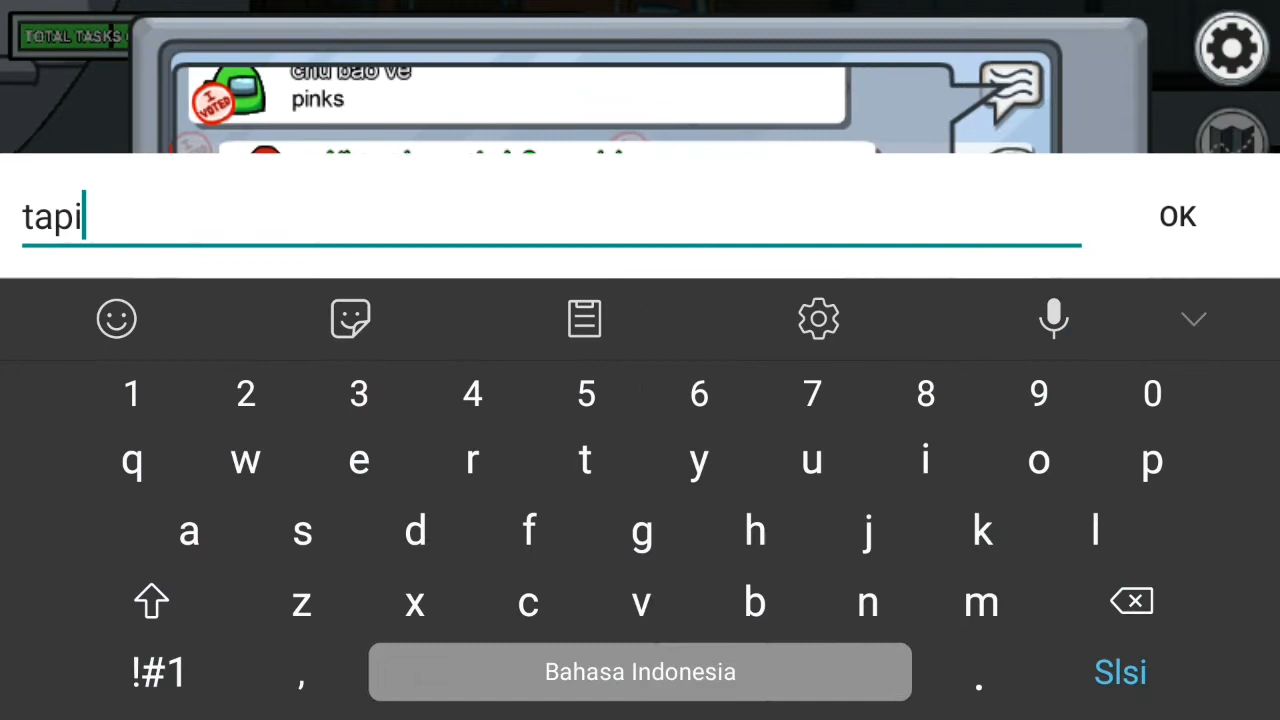 TOTAL TASKS
chu bao ve
pinks
I VOTED
tapi
OK
1 2 3 4 5 6 7 8 9 0
q w e r t y u i o p
a s d f g h j k l
z x c v b n m
!#1 , Bahasa Indonesia . Slsi